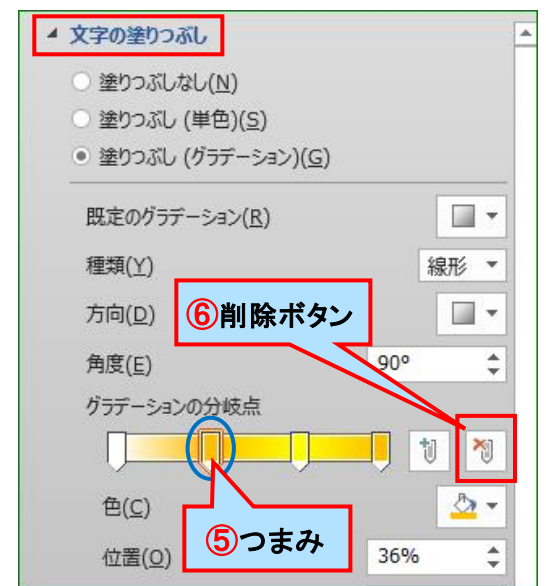 文字の塗りつぶし
塗りつぶしなし(N)
塗りつぶし (単色)(S)
塗りつぶし (グラデーション)(G)
既定のグラデーション(R)
種類(Y) 線形
方向(D)
⑥削除ボタン
角度(E) 90°
グラデーションの分岐点
色(C)
⑤つまみ
位置(O) 36%